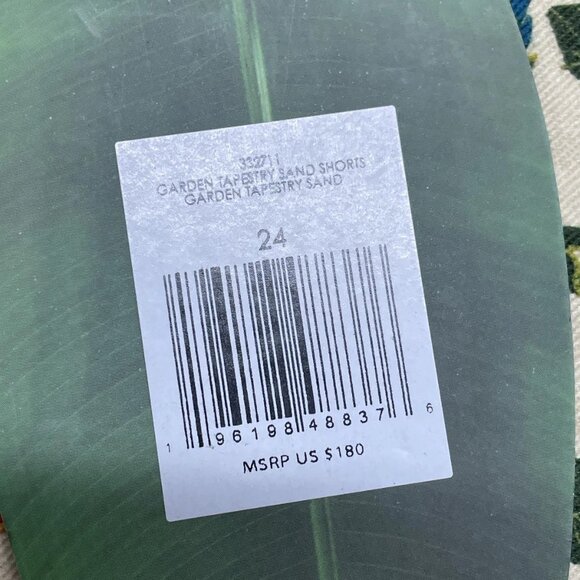 332711
GARDEN TAPESTRY SAND SHORTS
GARDEN TAPESTRY SAND
24
1 96198 48837 6
MSRP US $180